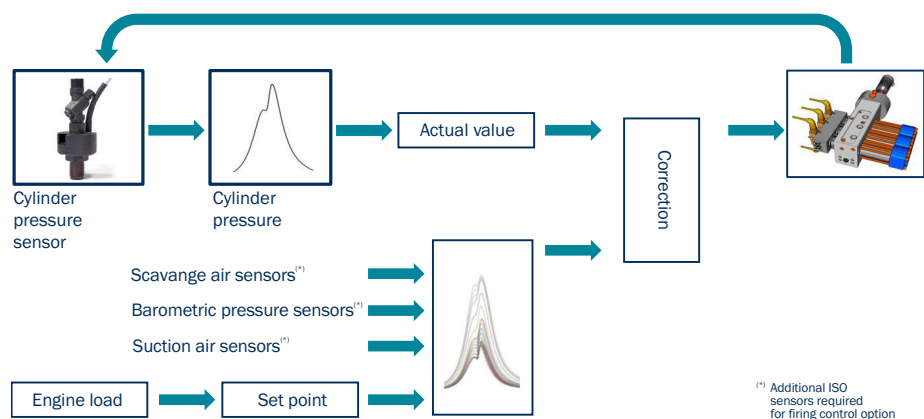 Actual value
Correction
Cylinder
pressure
sensor
Cylinder
pressure
Scavange air sensors(*)
Barometric pressure sensors(*)
Suction air sensors(*)
Engine load
Set point
(*) Additional ISO
sensors required
for firing control option